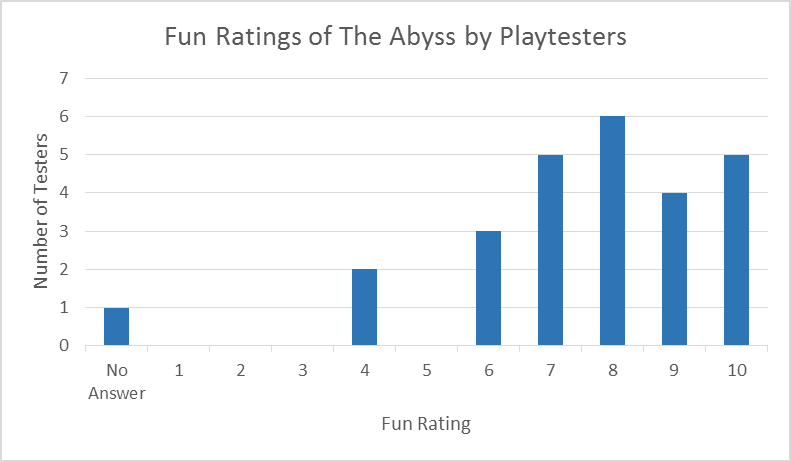 Fun Ratings of The Abyss by Playtesters
7
6
5
4
3
2
1
0
Number of Testers
No Answer 1 2 3 4 5 6 7 8 9 10
Fun Rating